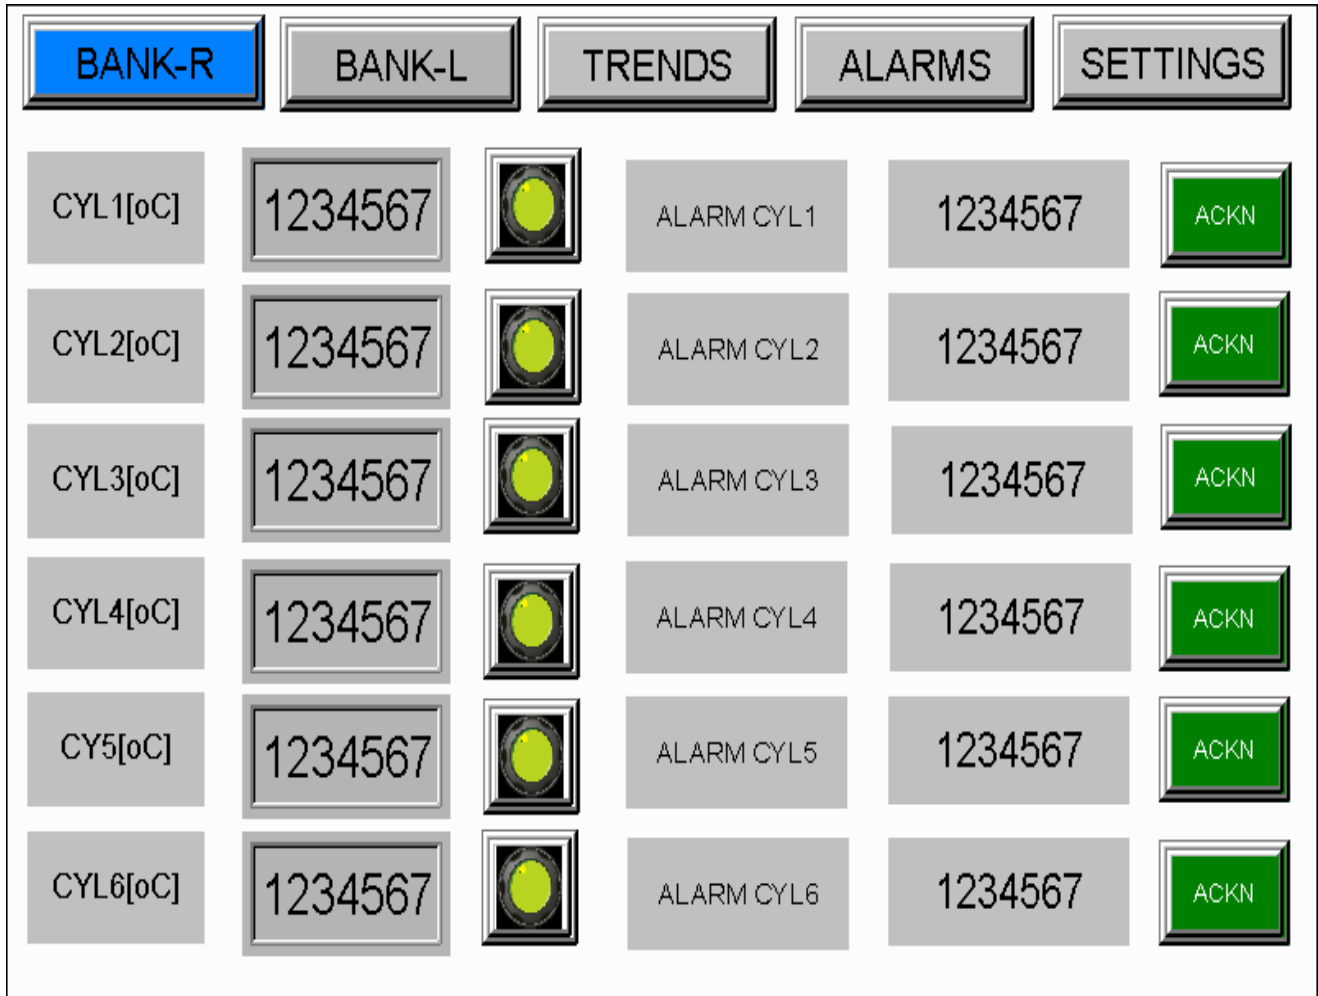 BANK-R BANK-L TRENDS ALARMS SETTINGS
CYL1[oC] 1234567 ALARM CYL1 1234567 ACKN
CYL2[oC] 1234567 ALARM CYL2 1234567 ACKN
CYL3[oC] 1234567 ALARM CYL3 1234567 ACKN
CYL4[oC] 1234567 ALARM CYL4 1234567 ACKN
CY5[oC] 1234567 ALARM CYL5 1234567 ACKN
CYL6[oC] 1234567 ALARM CYL6 1234567 ACKN